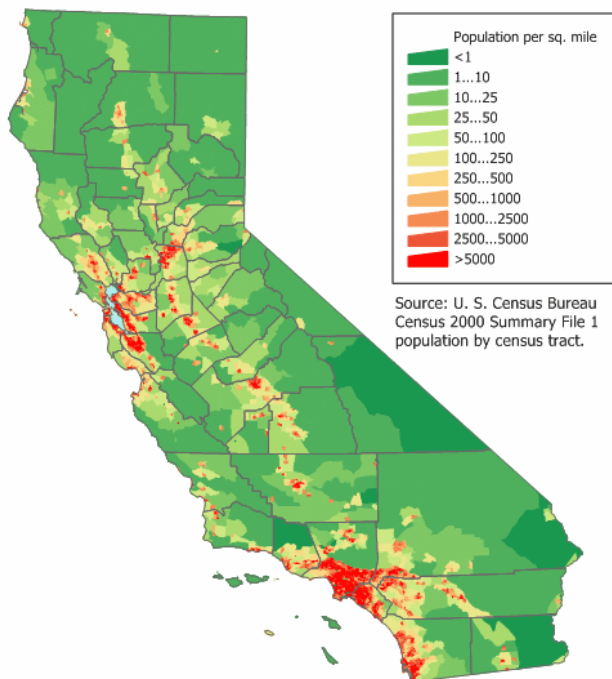 Population per sq. mile
<1
1...10
10...25
25...50
50...100
100...250
250...500
500...1000
1000...2500
2500...5000
>5000
Source: U. S. Census Bureau
Census 2000 Summary File 1
population by census tract.